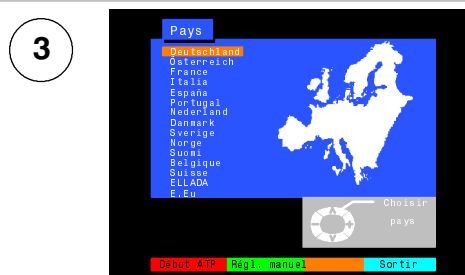 3
Pays
Deutschland
Österreich
France
Italia
España
Portugal
Nederland
Danmark
Sverige
Norge
Suomi
Belgique
Suisse
ELLADA
E.Eu
Choisir
pays
Début ATP Régl. manuel Sortir